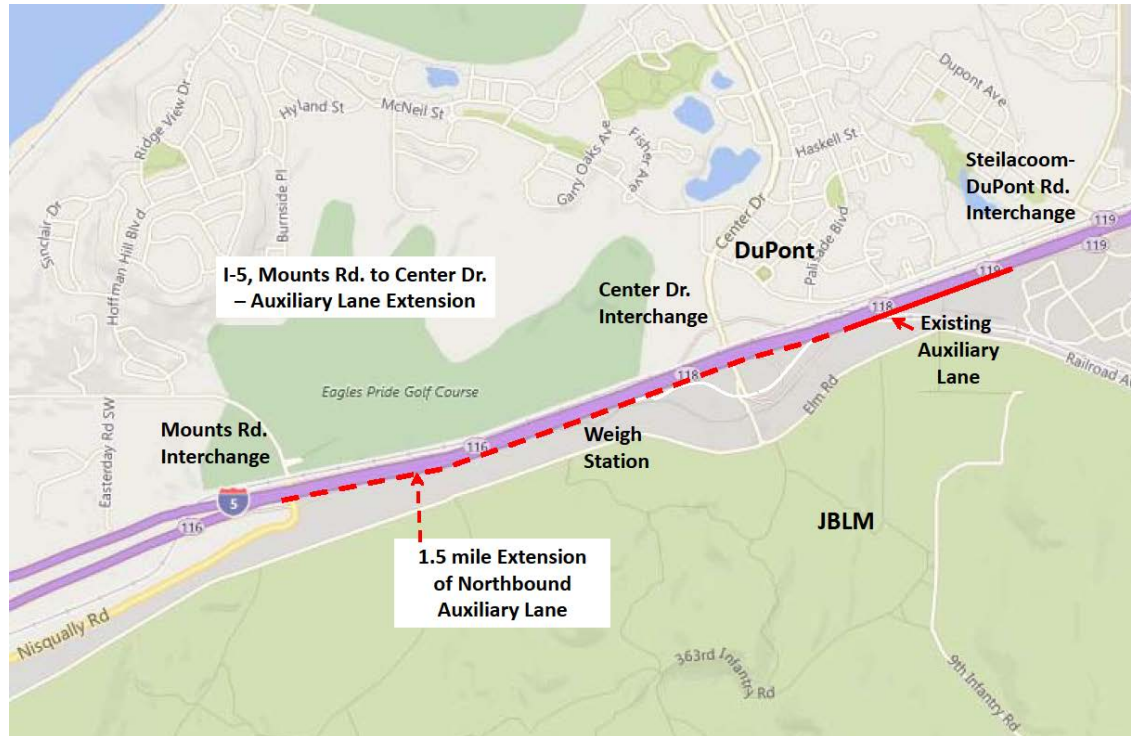 Ridge View Dr
Hyland St
McNeil St
Garry Oaks Ave
Fisher Ave
Dupont Ave
Haskell St
Steilacoom-
DuPont Rd.
Interchange
Sinclair Dr
Hoffman Hill Blvd
Burnside Pl
Center Dr
Palisade Blvd
DuPont
119
119
119
I-5, Mounts Rd. to Center Dr.
– Auxiliary Lane Extension
Center Dr.
Interchange
118
Existing
Auxiliary
Lane
Railroad
118
Elm Rd
Eagles Pride Golf Course
Easterday Rd SW
Mounts Rd.
Interchange
116
Weigh
Station
5
116
JBLM
1.5 mile Extension
of Northbound
Auxiliary Lane
Nisqually Rd
363rd Infantry
Rd
9th Infantry Rd